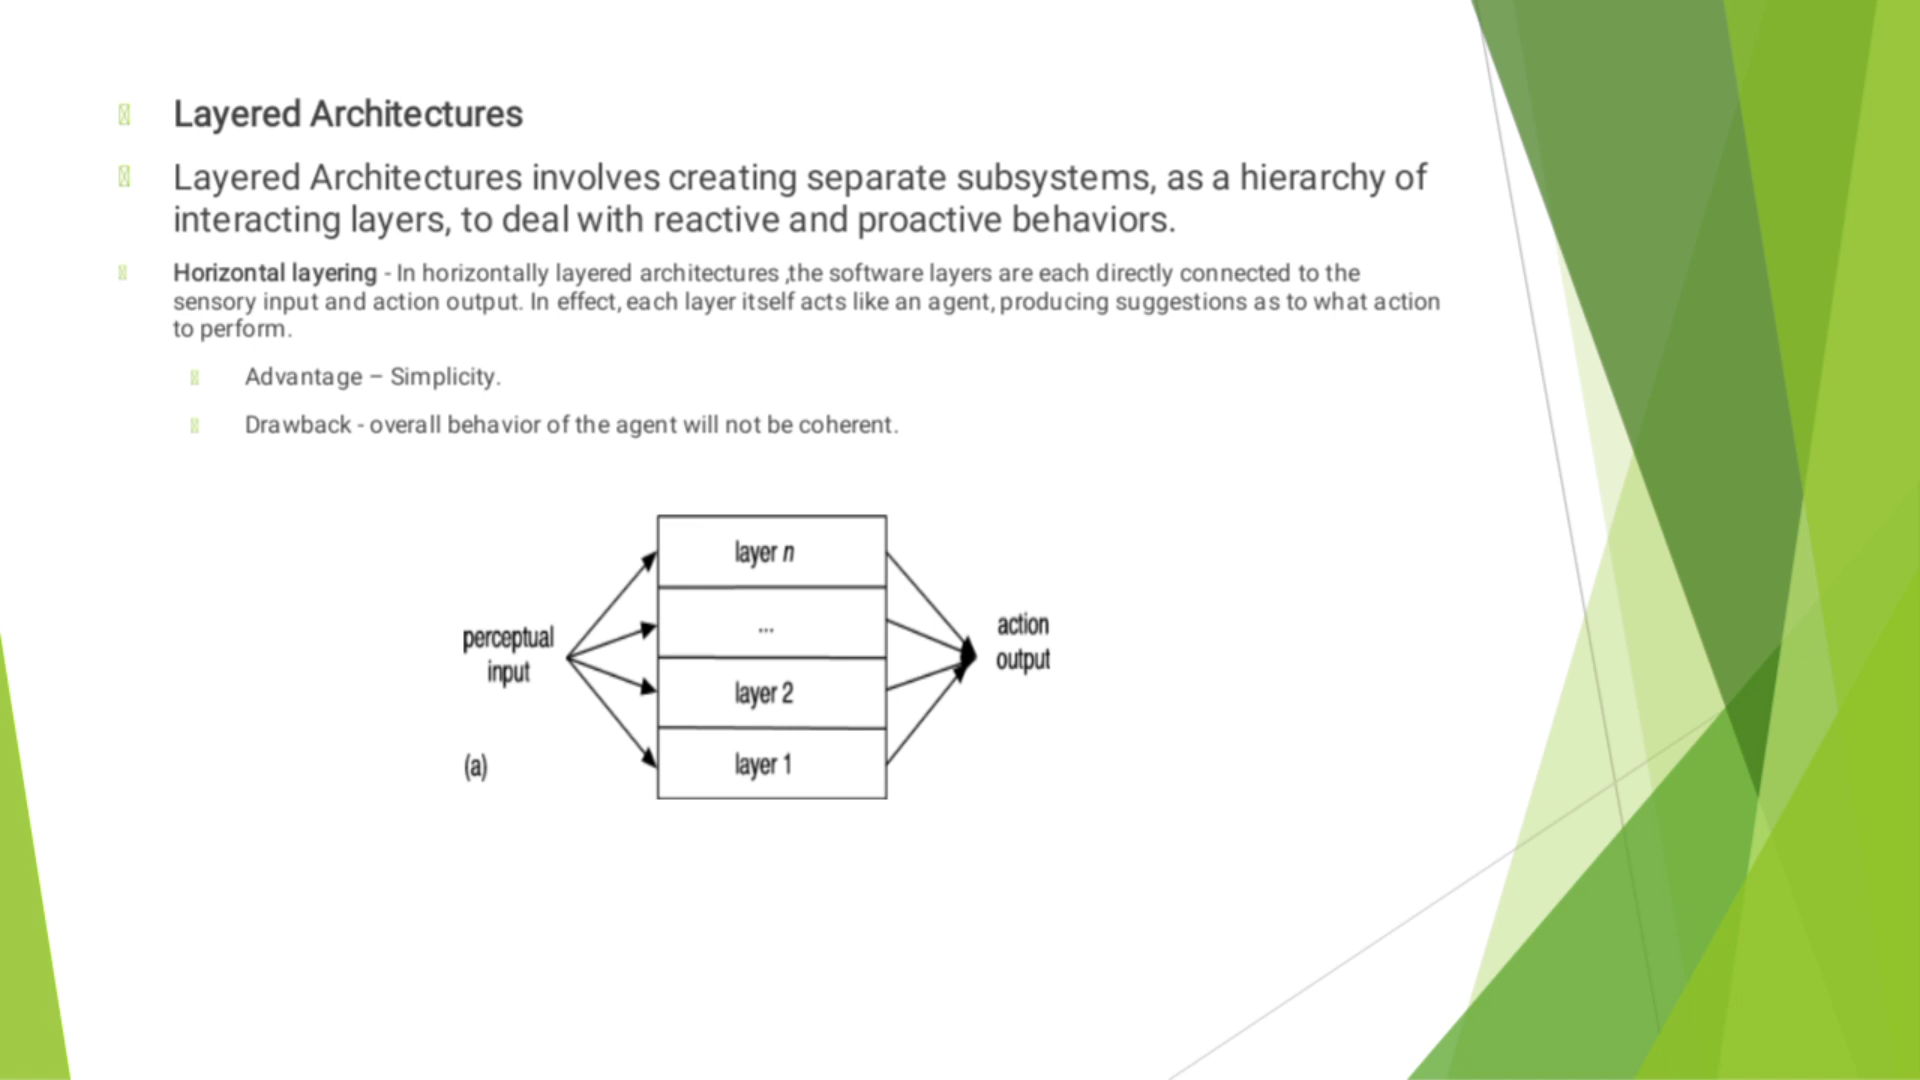 Layered Architectures
Layered Architectures involves creating separate subsystems, as a hierarchy of
interacting layers, to deal with reactive and proactive behaviors.
Horizontal layering - In horizontally layered architectures ,the software layers are each directly connected to the
sensory input and action output. In effect, each layer itself acts like an agent, producing suggestions as to what action
to perform.
Advantage – Simplicity.
Drawback - overall behavior of the agent will not be coherent.
layer n
...
layer 2
layer 1
perceptual
input
action
output
(a)